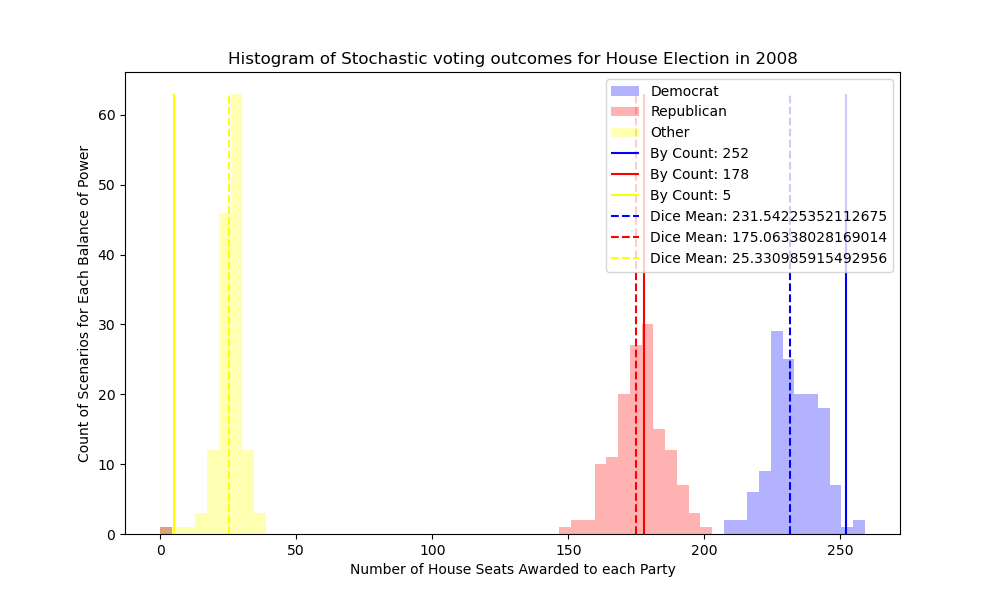 Histogram of Stochastic voting outcomes for House Election in 2008
Count of Scenarios for Each Balance of Power
60
50
40
30
20
10
0
Democrat
Republican
Other
By Count: 252
By Count: 178
By Count: 5
Dice Mean: 231.54225352112675
Dice Mean: 175.06338028169014
Dice Mean: 25.330985915492956
0 50 100 150 200 250
Number of House Seats Awarded to each Party